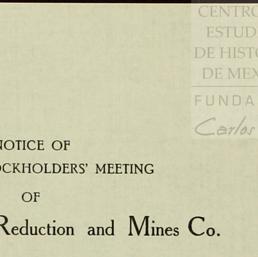 CENTRO
ESTUD
DE HISTO
DE MEX
FUNDA
Carlos
NOTICE OF
OCKHOLDERS' MEETING
OF
Reduction and Mines Co.